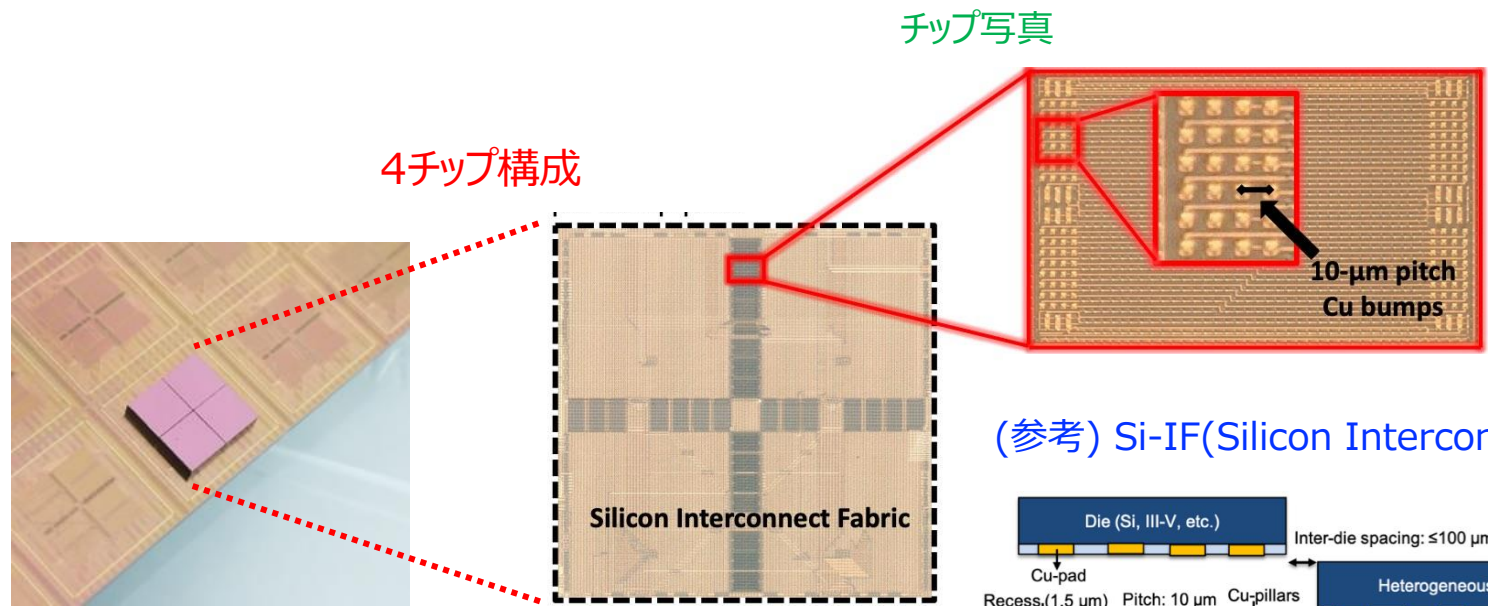 チップ写真
4チップ構成
10-µm pitch
Cu bumps
Silicon Interconnect Fabric
(参考) Si-IF(Silicon Intercon
Die (Si, III-V, etc.)
Inter-die spacing: ≤100 µm
Cu-pad
Recess (1.5 µm)
Pitch: 10 µm
Cu-pillars
Heterogeneous